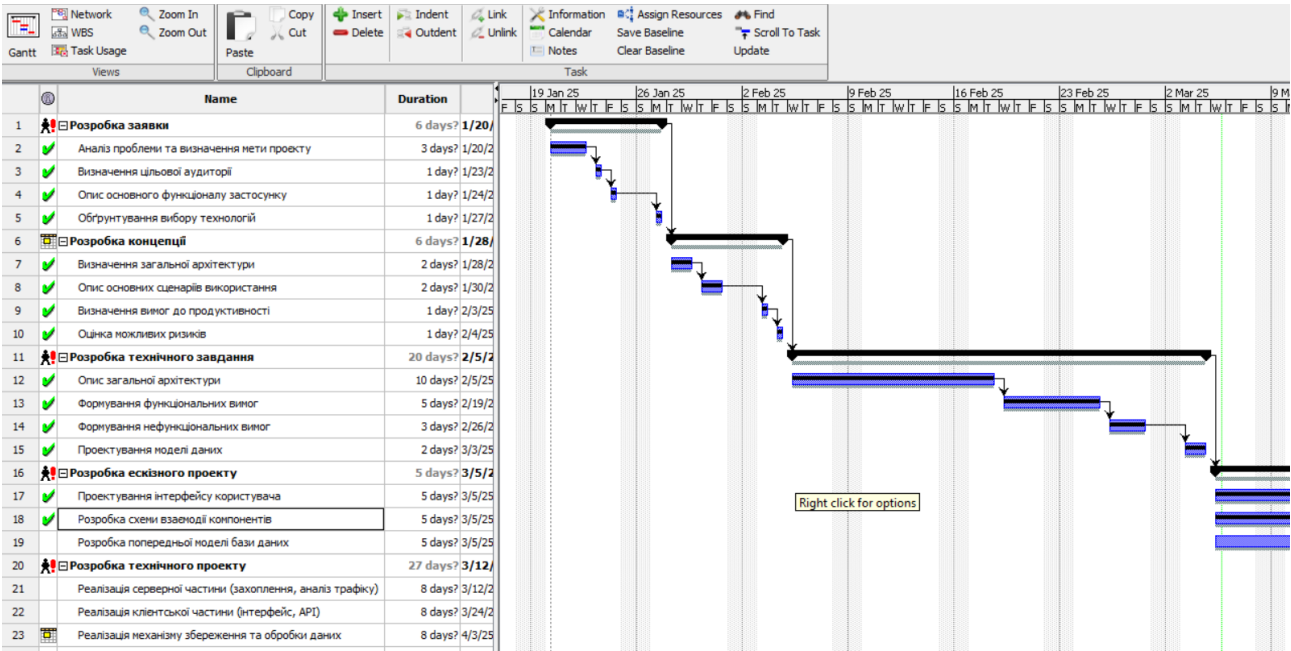 Gantt
Network
WBS
Task Usage
Zoom In
Zoom Out
Views
Paste
Copy
Cut
Clipboard
Insert
Delete
Indent
Outdent
Link
Unlink
Information
Calendar
Notes
Assign Resources
Save Baseline
Clear Baseline
Find
Scroll To Task
Update
Task
Name Duration
19 Jan 25 26 Jan 25 2 Feb 25 9 Feb 25 16 Feb 25 23 Feb 25 2 Mar 25 9 M
F S S M T W T F S S M T W T F S S M T W T F S S M T W T F S S M T W T F S S M T W T F S S M T W T F S S M
1 Розробка заявки 6 days? 1/20/
2 Аналіз проблеми та визначення мети проєкту 3 days? 1/20/2
3 Визначення цільової аудиторії 1 day? 1/23/2
4 Опис основного функціоналу застосунку 1 day? 1/24/2
5 Обґрунтування вибору технологій 1 day? 1/27/2
6 Розробка концепції 6 days? 1/28/
7 Визначення загальної архітектури 2 days? 1/28/2
8 Опис основних сценаріїв використання 2 days? 1/30/2
9 Визначення вимог до продуктивності 1 day? 2/3/25
10 Оцінка можливих ризиків 1 day? 2/4/25
11 Розробка технічного завдання 20 days? 2/5/2
12 Опис загальної архітектури 10 days? 2/5/25
13 Формування функціональних вимог 5 days? 2/19/2
14 Формування нефункціональних вимог 3 days? 2/26/2
15 Проектування моделі даних 2 days? 3/3/25
16 Розробка ескізного проекту 5 days? 3/5/2
17 Проектування інтерфейсу користувача 5 days? 3/5/25
18 Розробка схеми взаємодії компонентів 5 days? 3/5/25
19 Розробка попередньої моделі бази даних 5 days? 3/5/25
20 Розробка технічного проекту 27 days? 3/12/
21 Реалізація серверної частини (захоплення, аналіз трафіку) 8 days? 3/12/2
22 Реалізація клієнтської частини (інтерфейс, API) 8 days? 3/24/2
23 Реалізація механізму збереження та обробки даних 8 days? 4/3/25
Right click for options